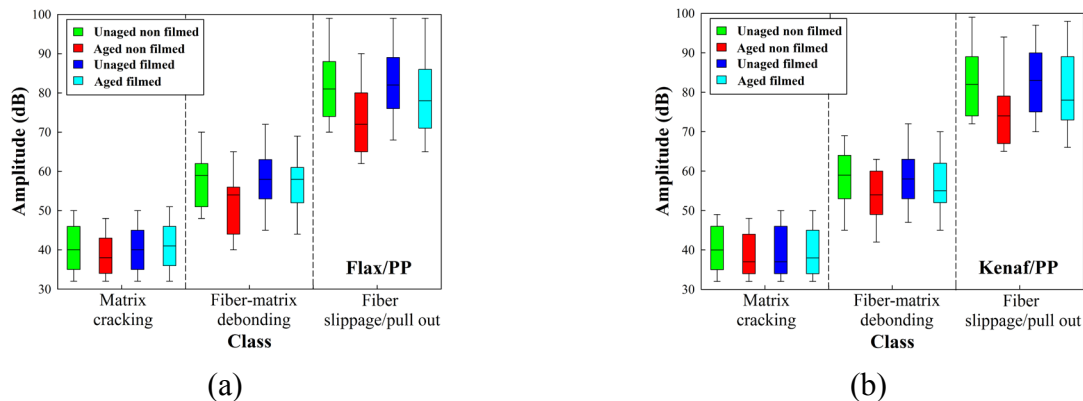 100
90
80
70
60
50
40
30
Amplitude (dB)
Unaged non filmed
Aged non filmed
Unaged filmed
Aged filmed
Flax/PP
Matrix
cracking
Fiber-matrix
debonding
Fiber
slippage/pull out
Class
(a)
100
90
80
70
60
50
40
30
Amplitude (dB)
Unaged non filmed
Aged non filmed
Unaged filmed
Aged filmed
Kenaf/PP
Matrix
cracking
Fiber-matrix
debonding
Fiber
slippage/pull out
Class
(b)